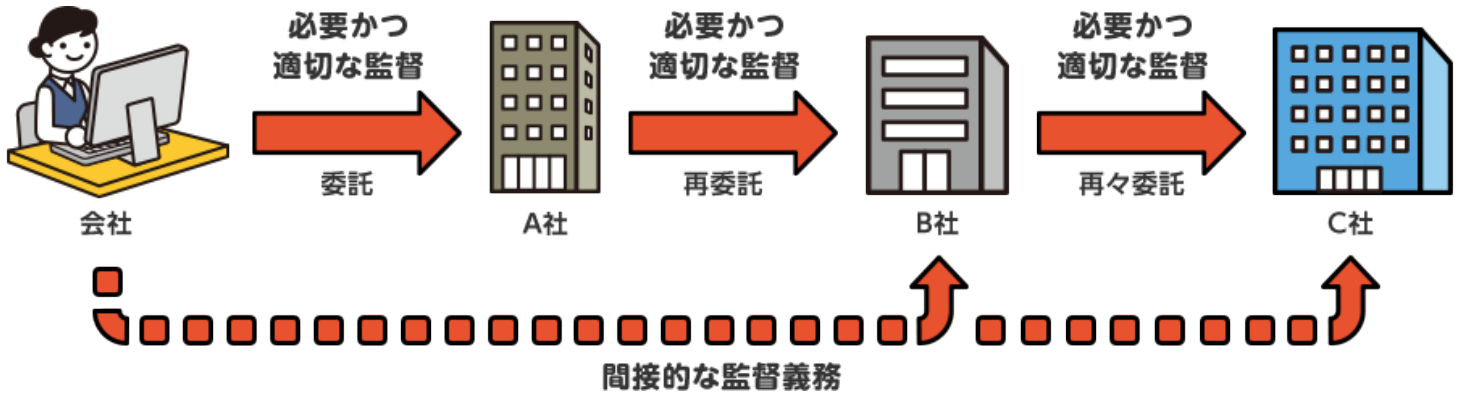 必要かつ
適切な監督
必要かつ
適切な監督
必要かつ
適切な監督
委託
再委託
再々委託
会社
A社
B社
C社
間接的な監督義務